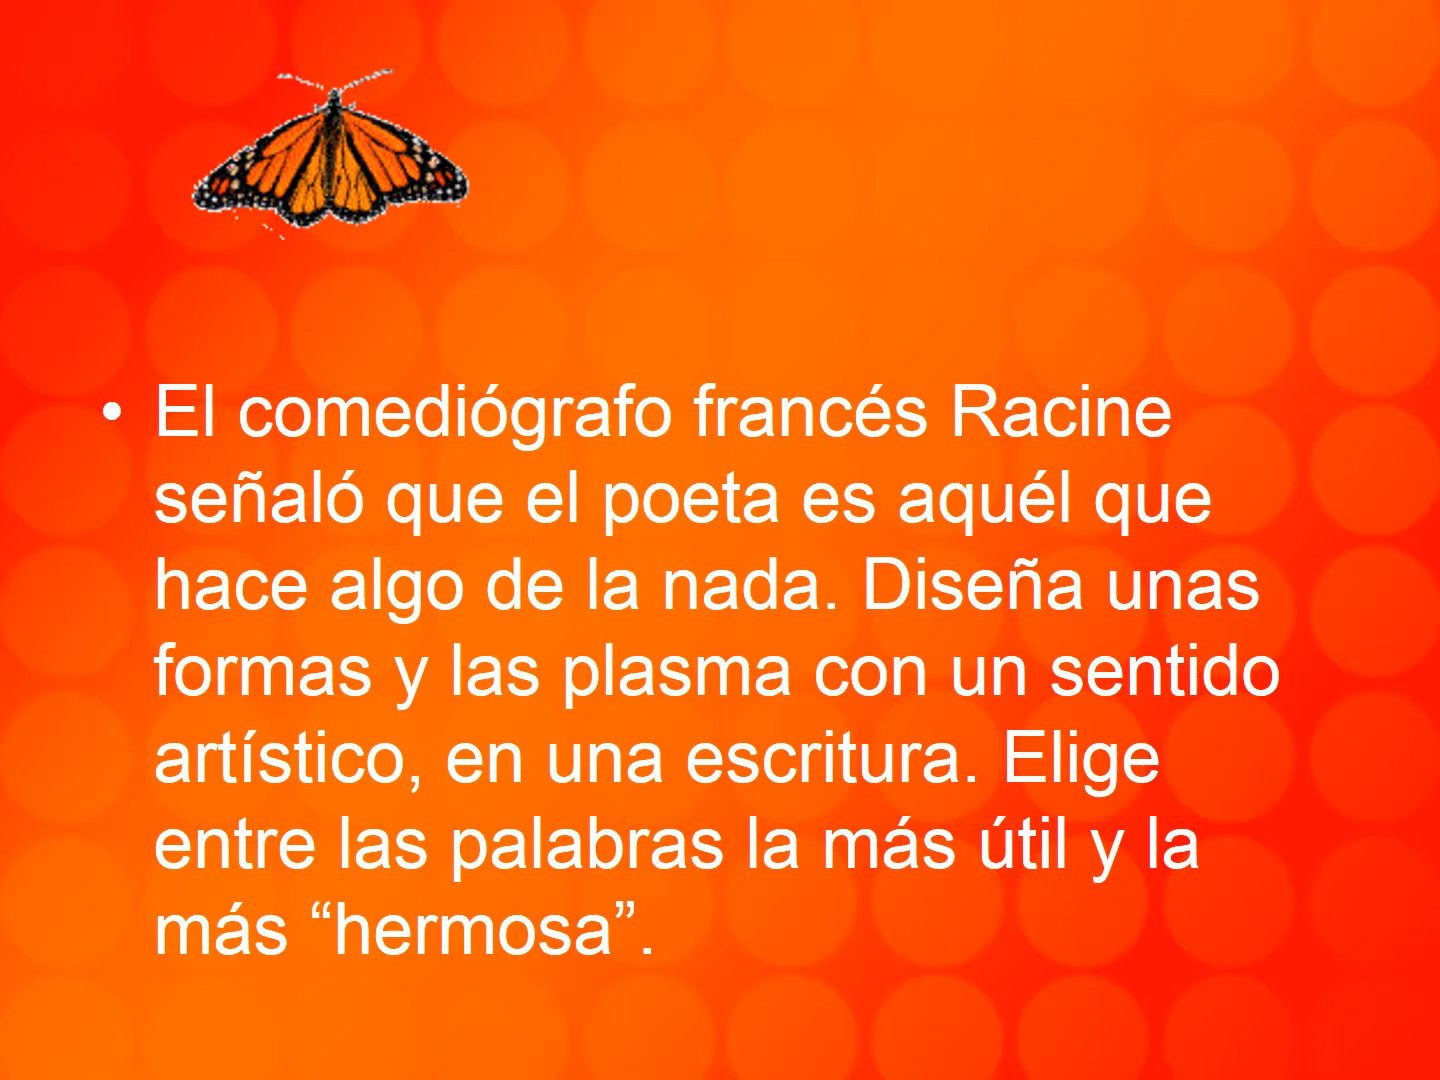 • El comediógrafo francés Racine
señaló que el poeta es aquél que
hace algo de la nada. Diseña unas
formas y las plasma con un sentido
artístico, en una escritura. Elige
entre las palabras la más útil y la
más “hermosa”.